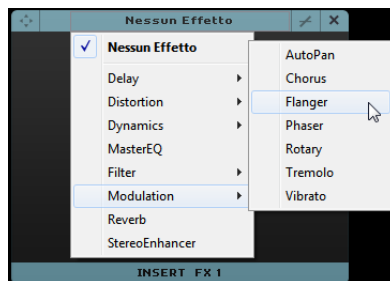 Nessun Effetto
Nessun Effetto
Delay
Distortion
Dynamics
MasterEQ
Filter
Modulation
Reverb
StereoEnhancer
AutoPan
Chorus
Flanger
Phaser
Rotary
Tremolo
Vibrato
INSERT FX 1